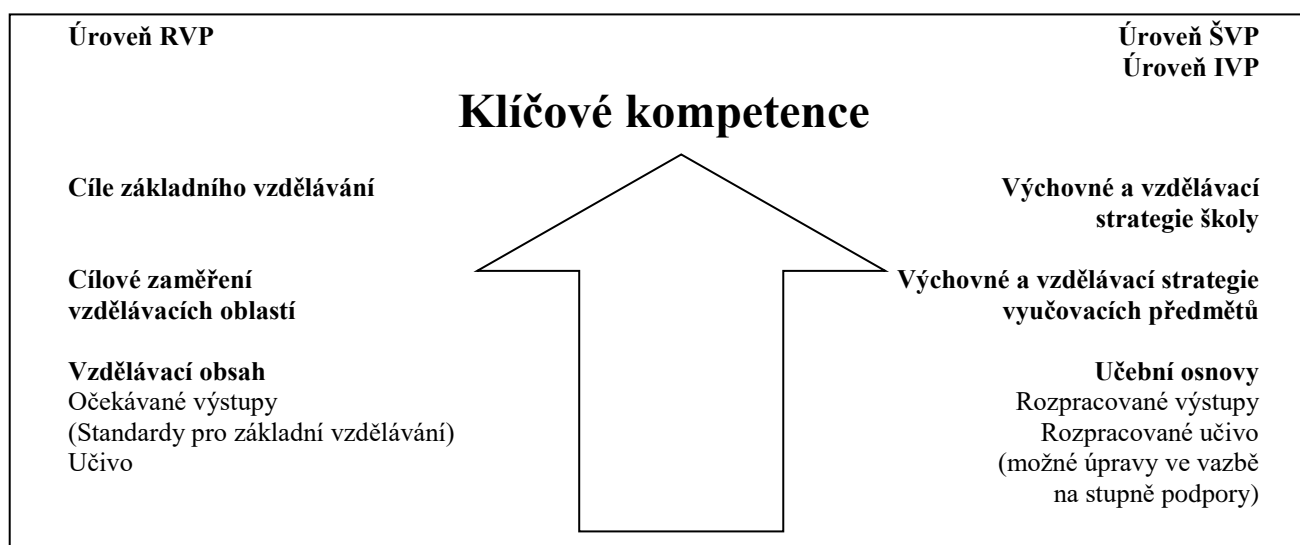 Úroveň RVP
Úroveň ŠVP
Úroveň IVP
Klíčové kompetence
Cíle základního vzdělávání
Výchovné a vzdělávací
strategie školy
Cílové zaměření
vzdělávacích oblastí
Výchovné a vzdělávací strategie
vyučovacích předmětů
Vzdělávací obsah
Očekávané výstupy
(Standardy pro základní vzdělávání)
Učivo
Učební osnovy
Rozpracované výstupy
Rozpracované učivo
(možné úpravy ve vazbě
na stupně podpory)